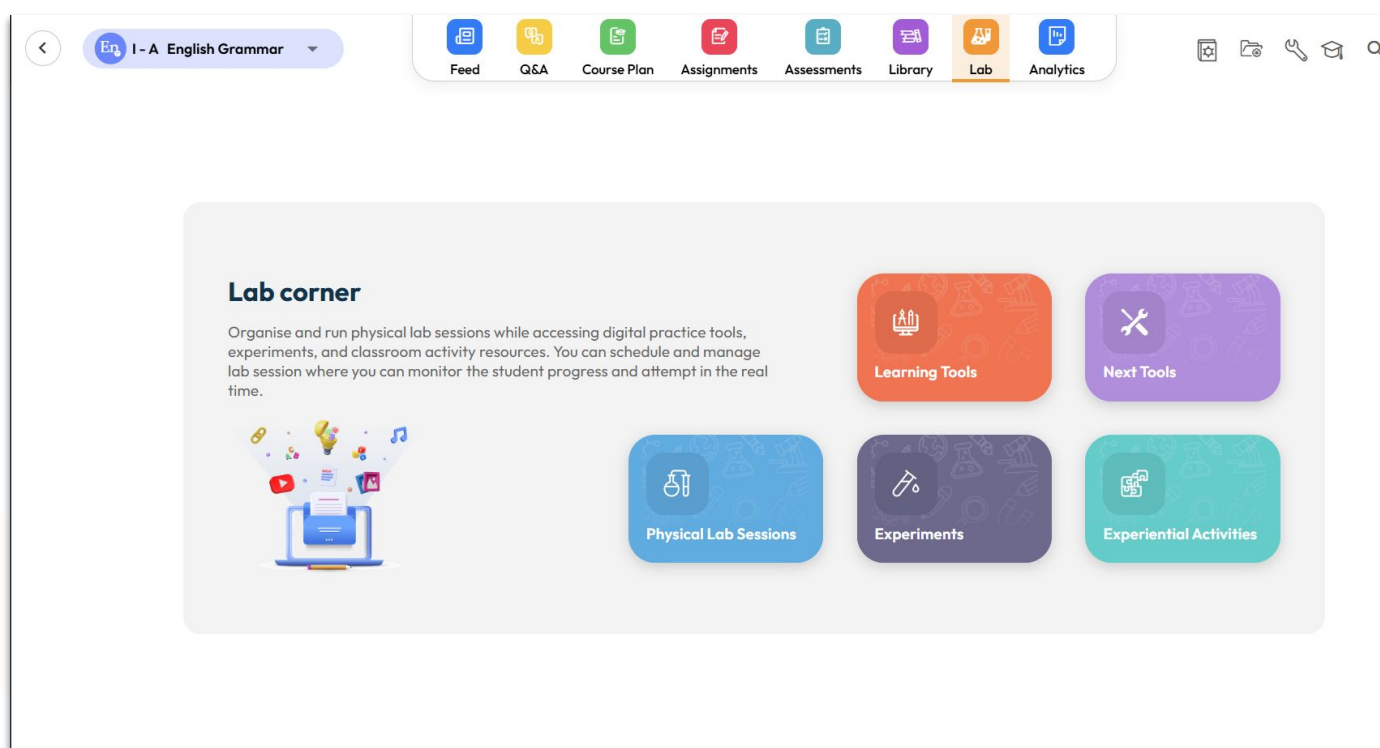 I - A English Grammar
Feed
Q&A
Course Plan
Assignments
Assessments
Library
Lab
Analytics
Lab corner
Organise and run physical lab sessions while accessing digital practice tools,
experiments, and classroom activity resources. You can schedule and manage
lab session where you can monitor the student progress and attempt in the real
time.
Learning Tools
Next Tools
Physical Lab Sessions
Experiments
Experiential Activities